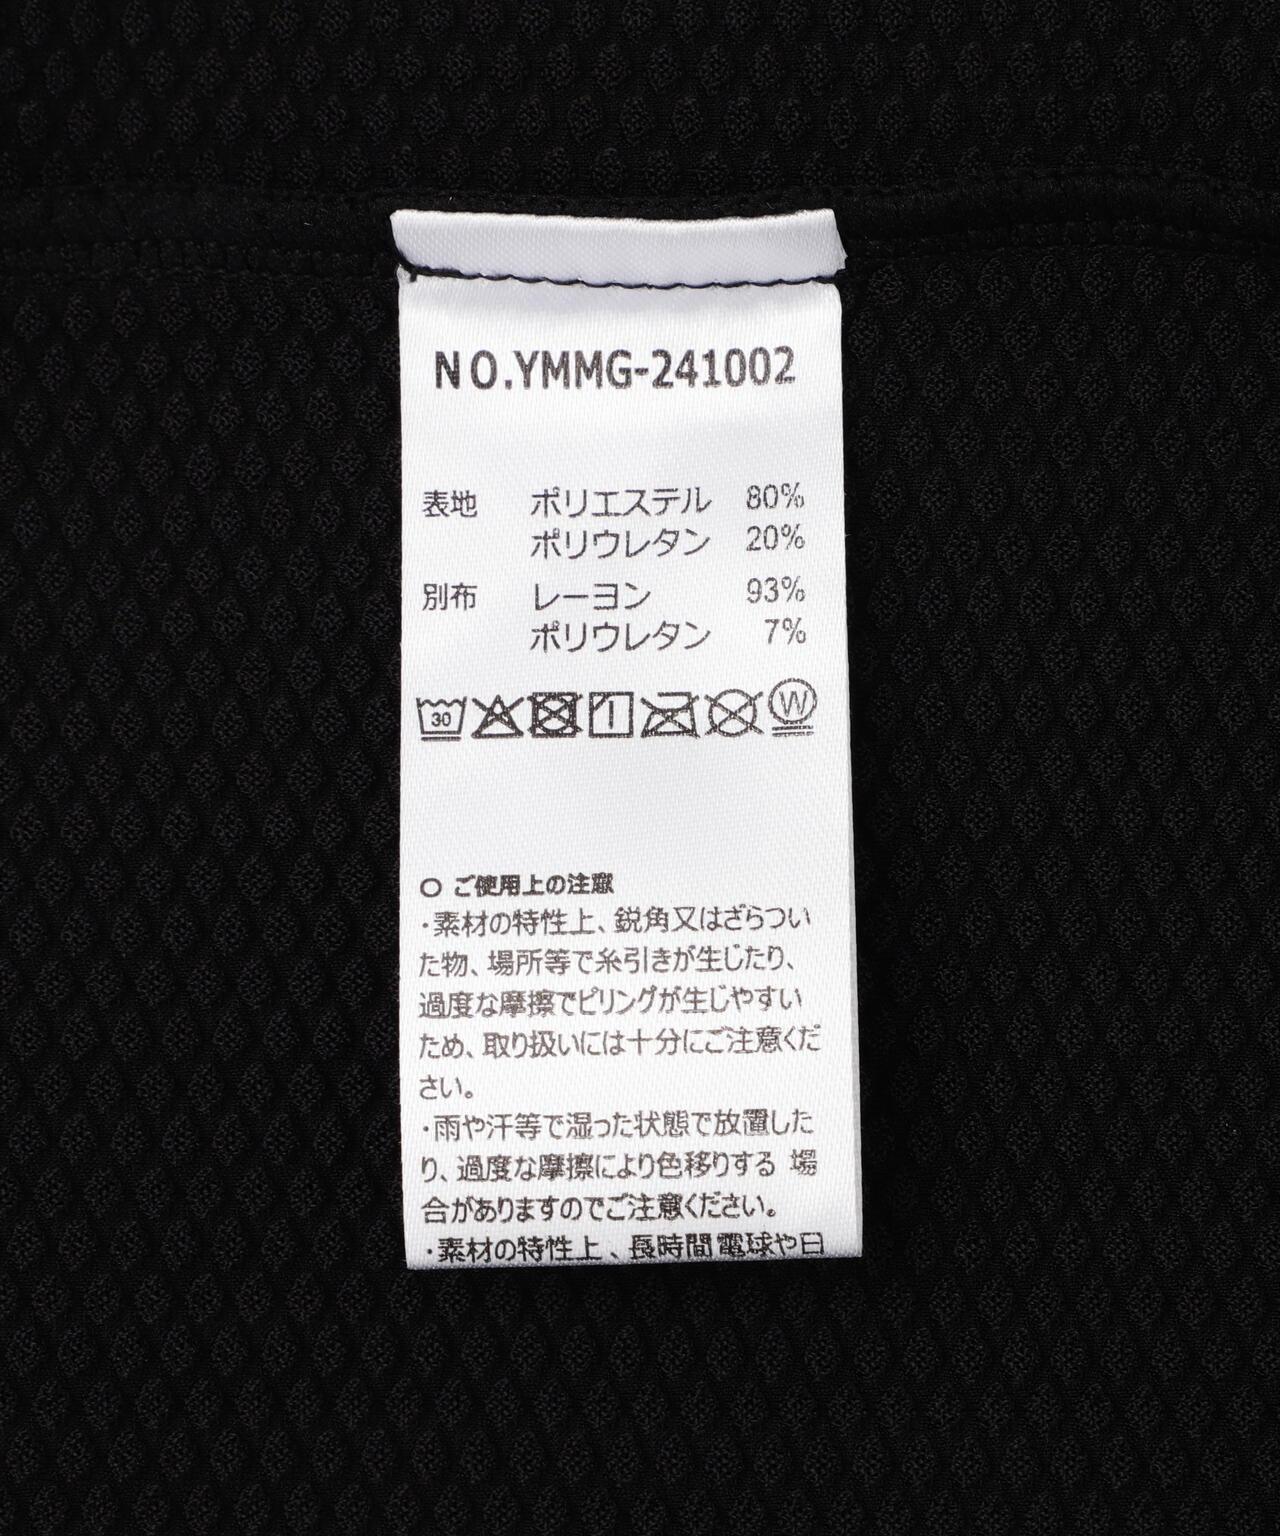 NO.YMMG-241002
表地 ポリエステル 80%
ポリウレタン 20%
別布 レーヨン 93%
ポリウレタン 7%
30 W
○ ご使用上の注意
・素材の特性上、鋭角又はざらつい
た物、場所等で糸引きが生じたり、
過度な摩擦でピリングが生じやすい
ため、取り扱いには十分にご注意くだ
さい。
・雨や汗等で湿った状態で放置した
り、過度な摩擦により色移りする 場
合がありますのでご注意ください。
・素材の特性上、長時間電球や日